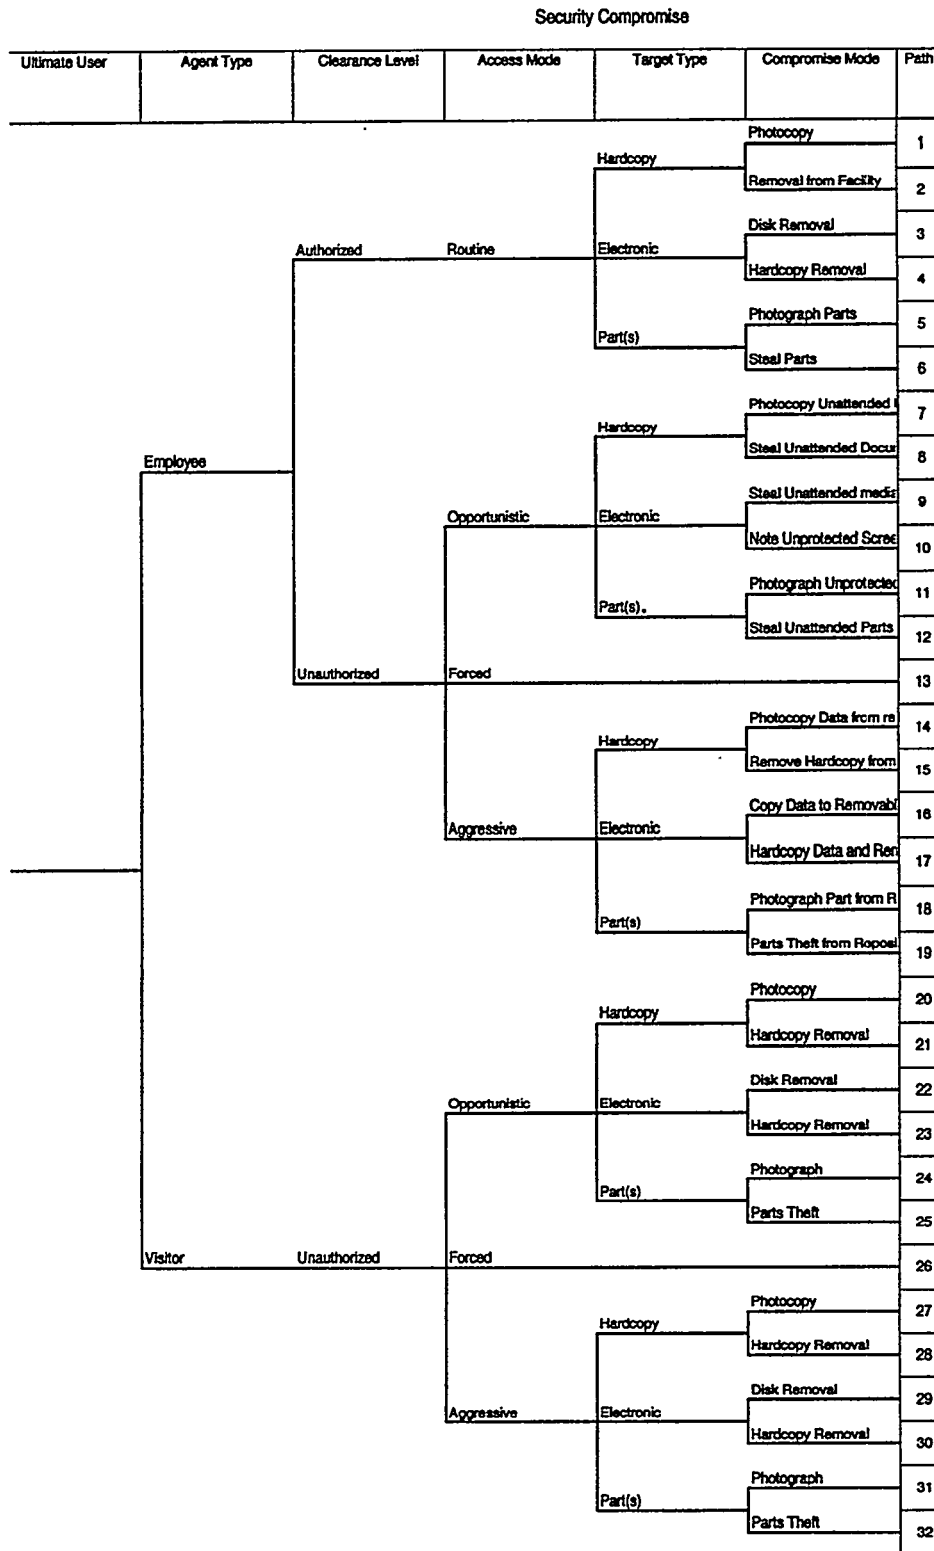 Security Compromise
Ultimate User Agent Type Clearance Level Access Mode Target Type Compromise Mode Path
Photocopy 1
Hardcopy
Removal from Facility 2
Disk Removal 3
Authorized Routine Electronic
Hardcopy Removal 4
Photograph Parts 5
Part(s)
Steal Parts 6
Photocopy Unattended 7
Hardcopy
Steal Unattended Docu 8
Employee
Steal Unattended media 9
Opportunistic Electronic
Note Unprotected Scree 10
Photograph Unprotected 11
Part(s).
Steal Unattended Parts 12
Unauthorized Forced 13
Photocopy Data from re 14
Hardcopy
Remove Hardcopy from 15
Copy Data to Removabl 16
Aggressive Electronic
Hardcopy Data and Rem 17
Photograph Part from R 18
Part(s)
Parts Theft from Roposi 19
Photocopy 20
Hardcopy
Hardcopy Removal 21
Disk Removal 22
Opportunistic Electronic
Hardcopy Removal 23
Photograph 24
Part(s)
Parts Theft 25
Visitor Unauthorized Forced 26
Photocopy 27
Hardcopy
Hardcopy Removal 28
Disk Removal 29
Aggressive Electronic
Hardcopy Removal 30
Photograph 31
Part(s)
Parts Theft 32